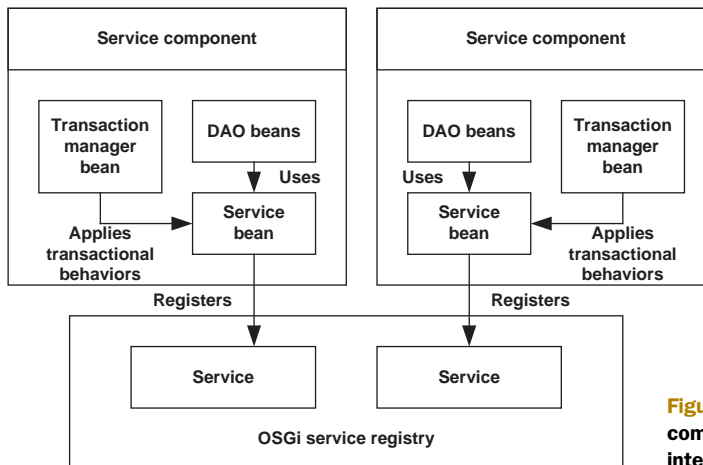 Service component
Service component
Transaction
manager
bean
DAO beans
DAO beans
Transaction
manager
bean
Uses
Uses
Service
bean
Service
bean
Applies
transactional
behaviors
Applies
transactional
behaviors
Registers
Registers
Service
Service
OSGi service registry